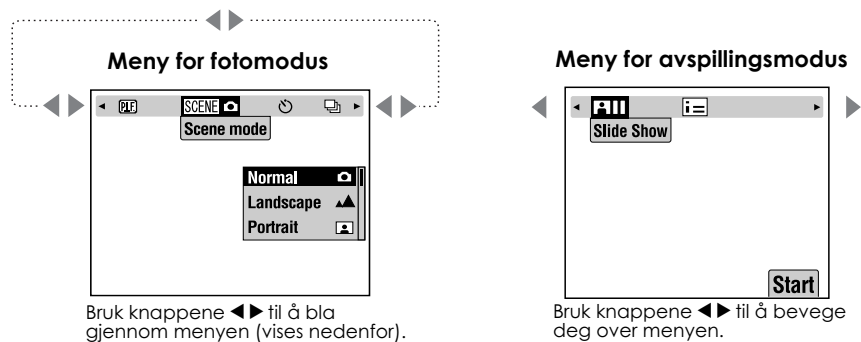 Meny for fotomodus
P.I.F. SCENE
Scene mode
Normal
Landscape
Portrait
Bruk knappene ◀ ▶ til å bla
gjennom menyen (vises nedenfor).
Meny for avspillingsmodus
Slide Show
Start
Bruk knappene ◀ ▶ til å bevege
deg over menyen.